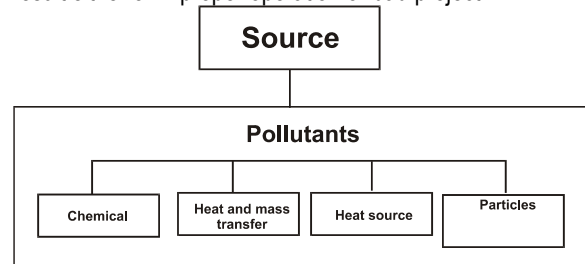 Source
Pollutants
Chemical
Heat and mass
transfer
Heat source
Particles